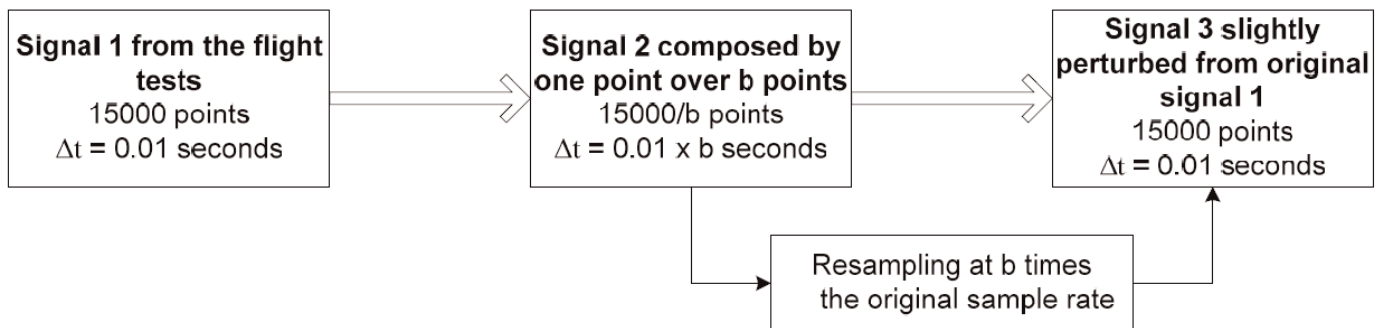 Signal 1 from the flight
tests
15000 points
Δt = 0.01 seconds
Signal 2 composed by
one point over b points
15000/b points
Δt = 0.01 x b seconds
Signal 3 slightly
perturbed from original
signal 1
15000 points
Δt = 0.01 seconds
Resampling at b times
the original sample rate